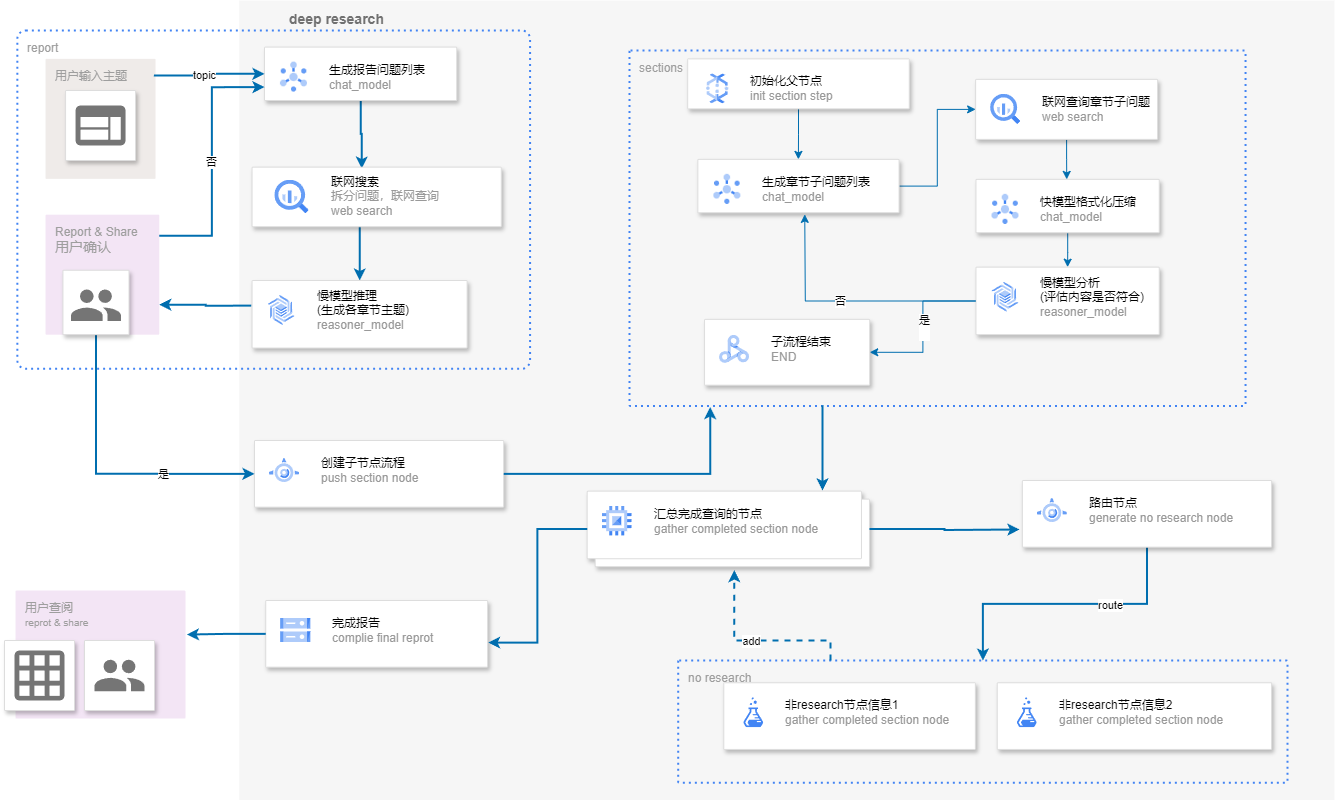 deep research
report
用户输入主题
topic
生成报告问题列表
chat_model
否
联网搜索
拆分问题，联网查询
web search
Report & Share
用户确认
慢模型推理
(生成各章节主题)
reasoner_model
sections
初始化父节点
init section step
联网查询章节子问题
web search
生成章节子问题列表
chat_model
快模型格式化压缩
chat_model
慢模型分析
(评估内容是否符合)
reasoner_model
否
是
子流程结束
END
是
创建子节点流程
push section node
汇总完成查询的节点
gather completed section node
路由节点
generate no research node
route
用户查阅
reprot & share
完成报告
complie final reprot
add
no research
非research节点信息1
gather completed section node
非research节点信息2
gather completed section node